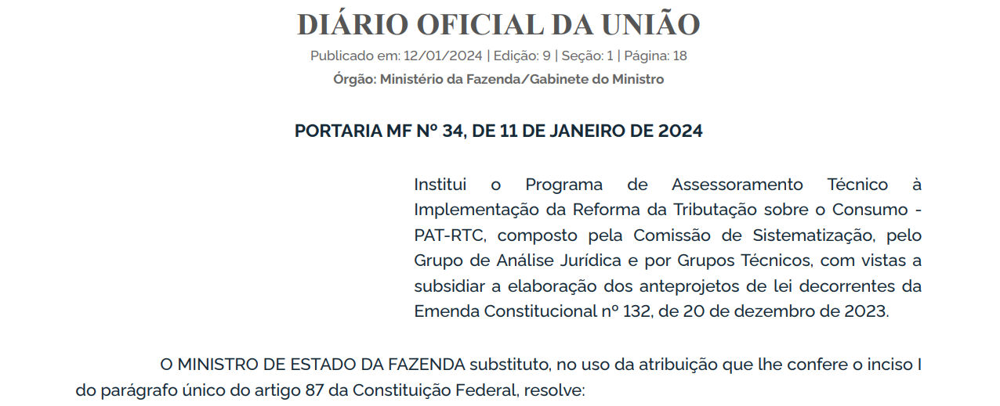 DIÁRIO OFICIAL DA UNIÃO
Publicado em: 12/01/2024 | Edição: 9 | Seção: 1 | Página: 18
Órgão: Ministério da Fazenda/Gabinete do Ministro
PORTARIA MF Nº 34, DE 11 DE JANEIRO DE 2024
Institui o Programa de Assessoramento Técnico à
Implementação da Reforma da Tributação sobre o Consumo -
PAT-RTC, composto pela Comissão de Sistematização, pelo
Grupo de Análise Jurídica e por Grupos Técnicos, com vistas a
subsidiar a elaboração dos anteprojetos de lei decorrentes da
Emenda Constitucional nº 132, de 20 de dezembro de 2023.
O MINISTRO DE ESTADO DA FAZENDA substituto, no uso da atribuição que lhe confere o inciso I
do parágrafo único do artigo 87 da Constituição Federal, resolve: